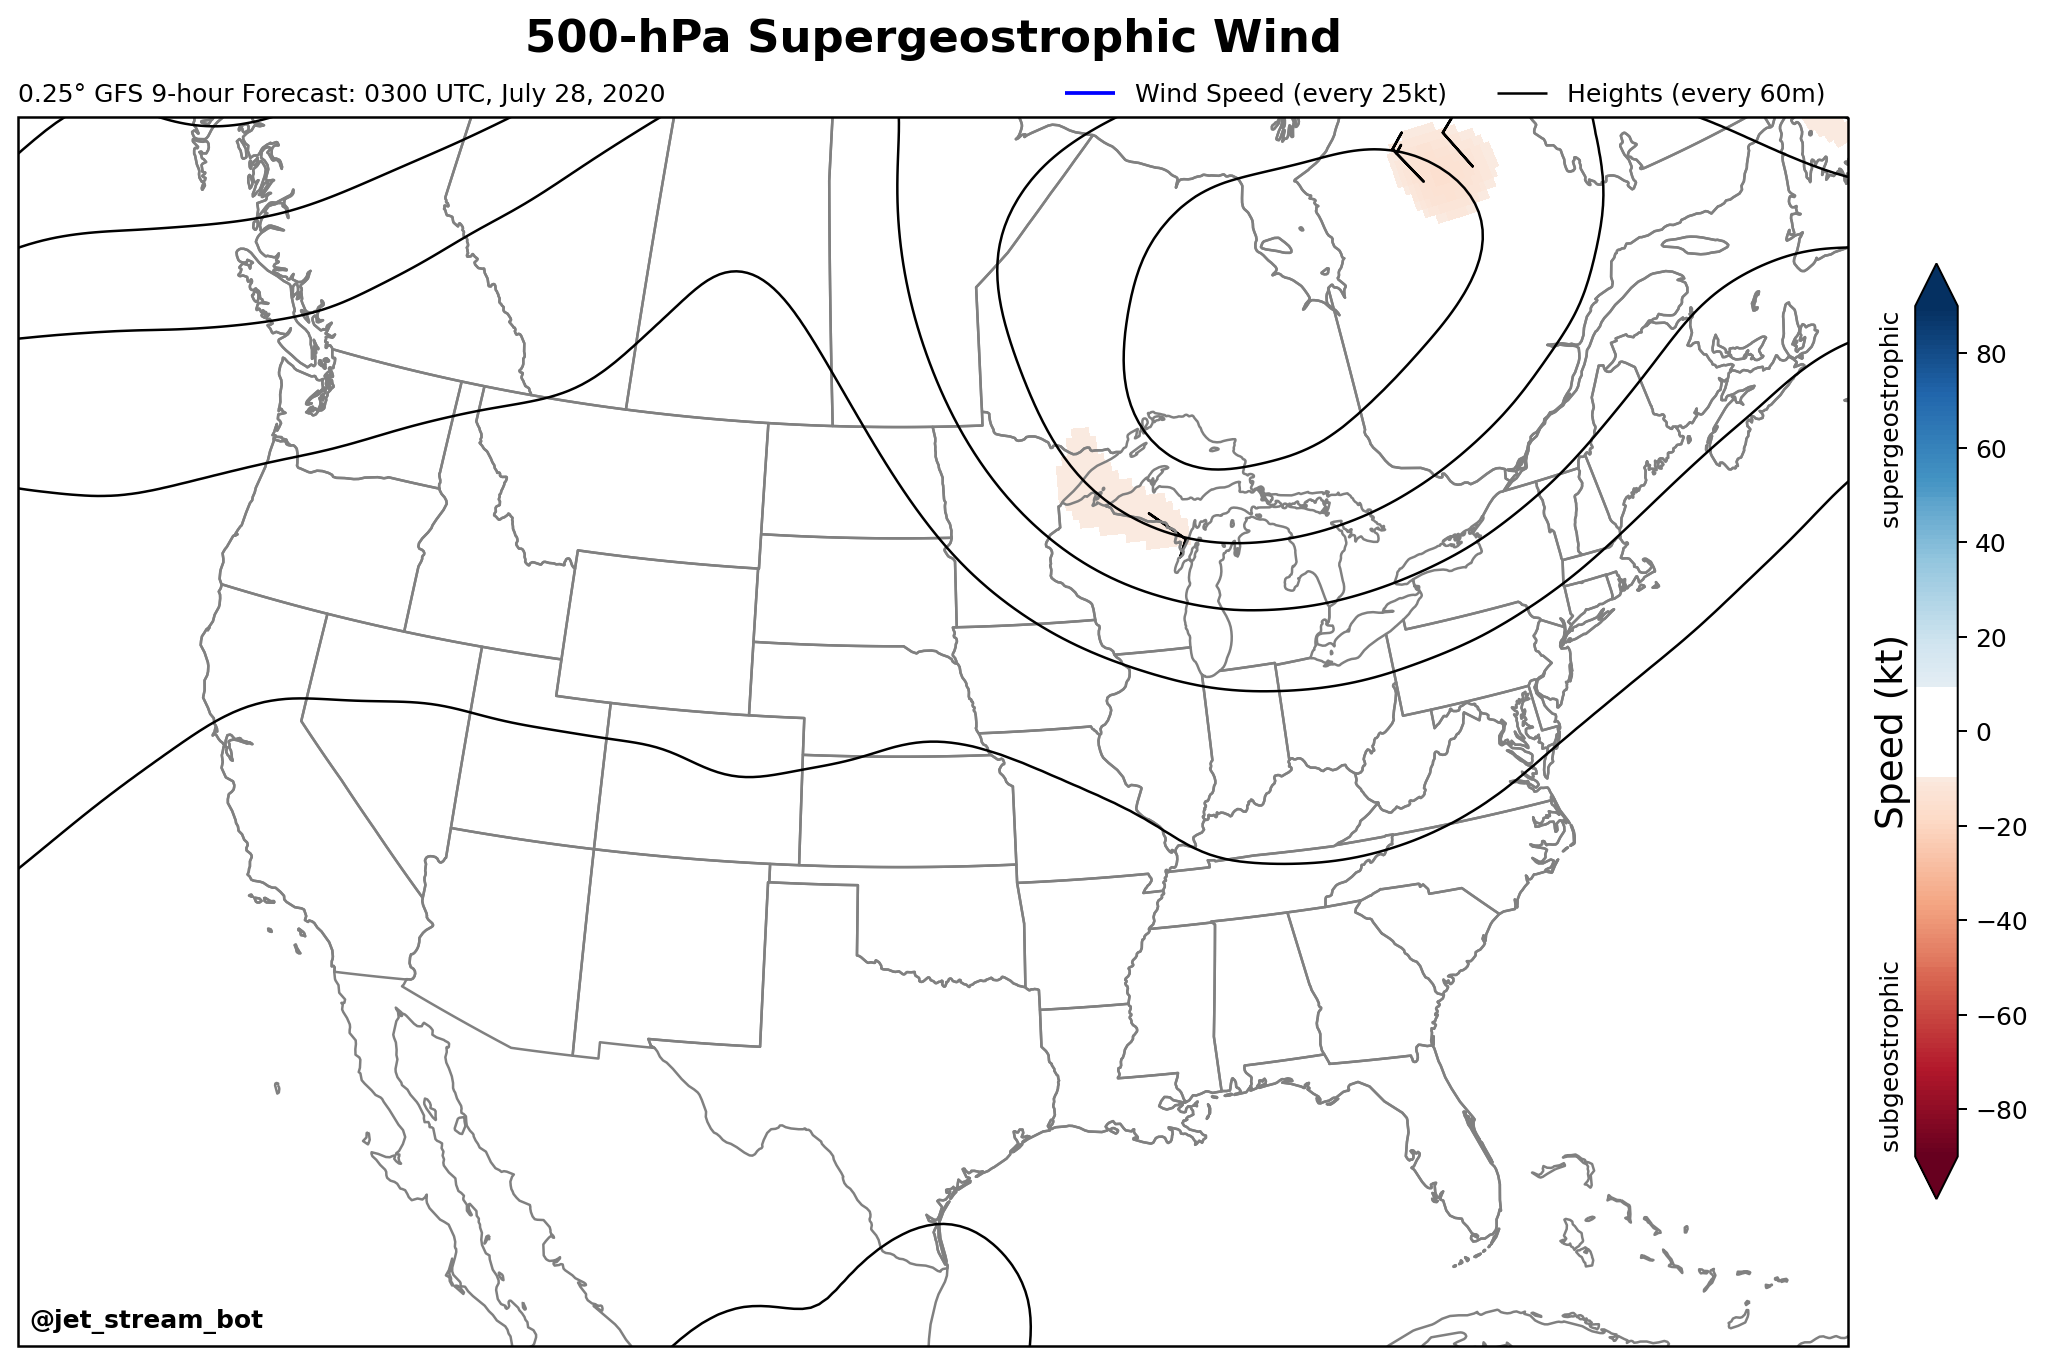 500-hPa Supergeostrophic Wind
0.25° GFS 9-hour Forecast: 0300 UTC, July 28, 2020
Wind Speed (every 25kt)
Heights (every 60m)
supergeostrophic
Speed (kt)
subgeostrophic
80
60
40
20
0
−20
−40
−60
−80
@jet_stream_bot